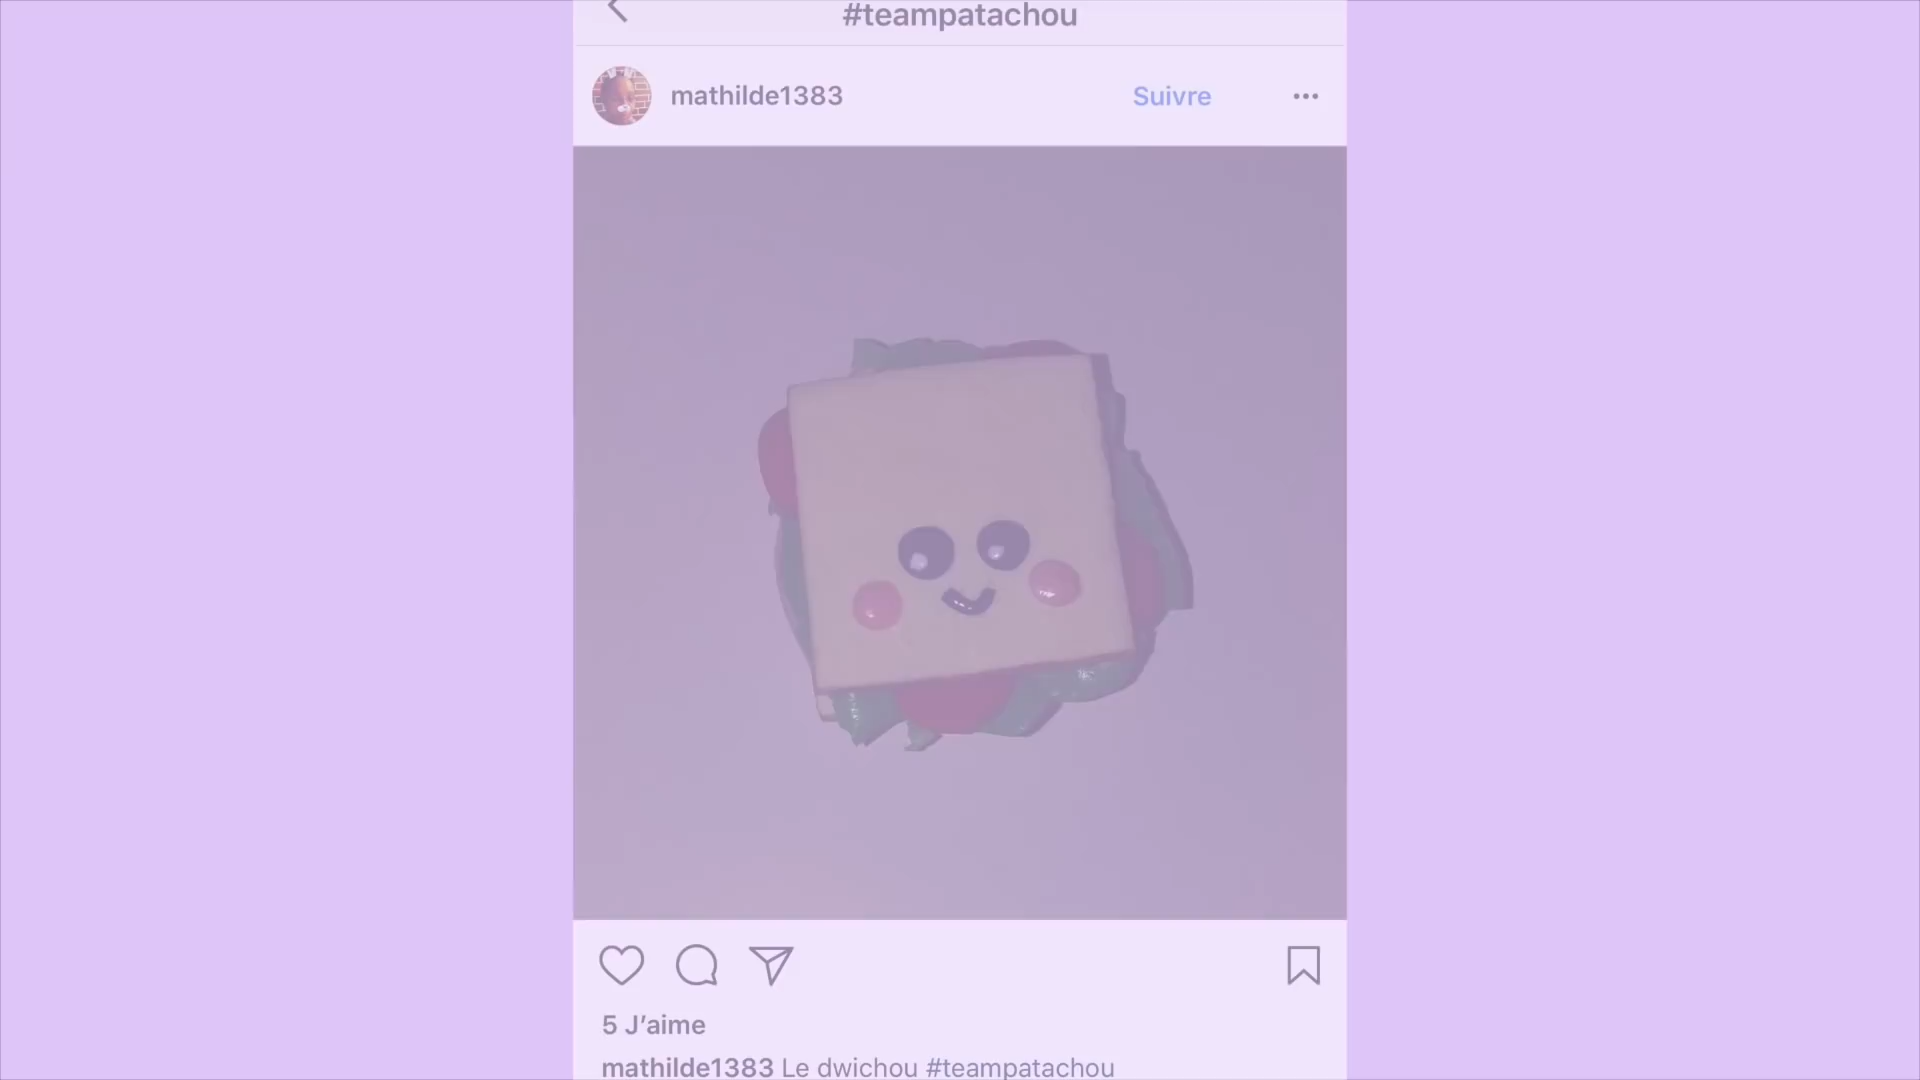 #teampatachou
mathilde1383
Suivre
5 J’aime
mathilde1383 Le dwichou #teampatachou